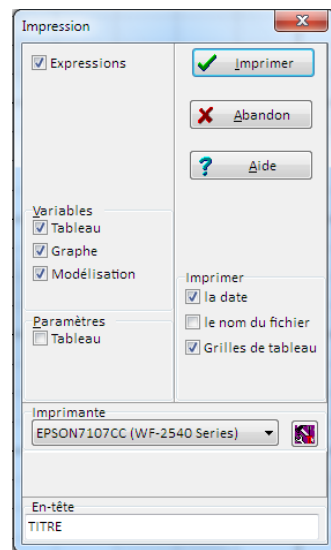 Impression
Expressions
Imprimer
Abandon
Aide
Variables
Tableau
Graphe
Modélisation
Imprimer
la date
le nom du fichier
Grilles de tableau
Paramètres
Tableau
Imprimante
EPSON7107CC (WF-2540 Series)
En-tête
TITRE